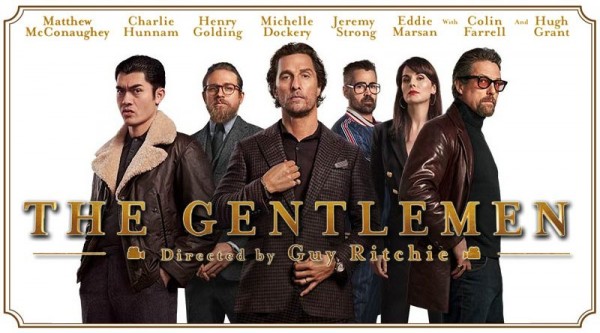 Matthew McConaughey
Charlie Hunnam
Henry Golding
Michelle Dockery
Jeremy Strong
Eddie Marsan
With Colin Farrell
And Hugh Grant
THE GENTLEMEN
Directed by Guy Ritchie